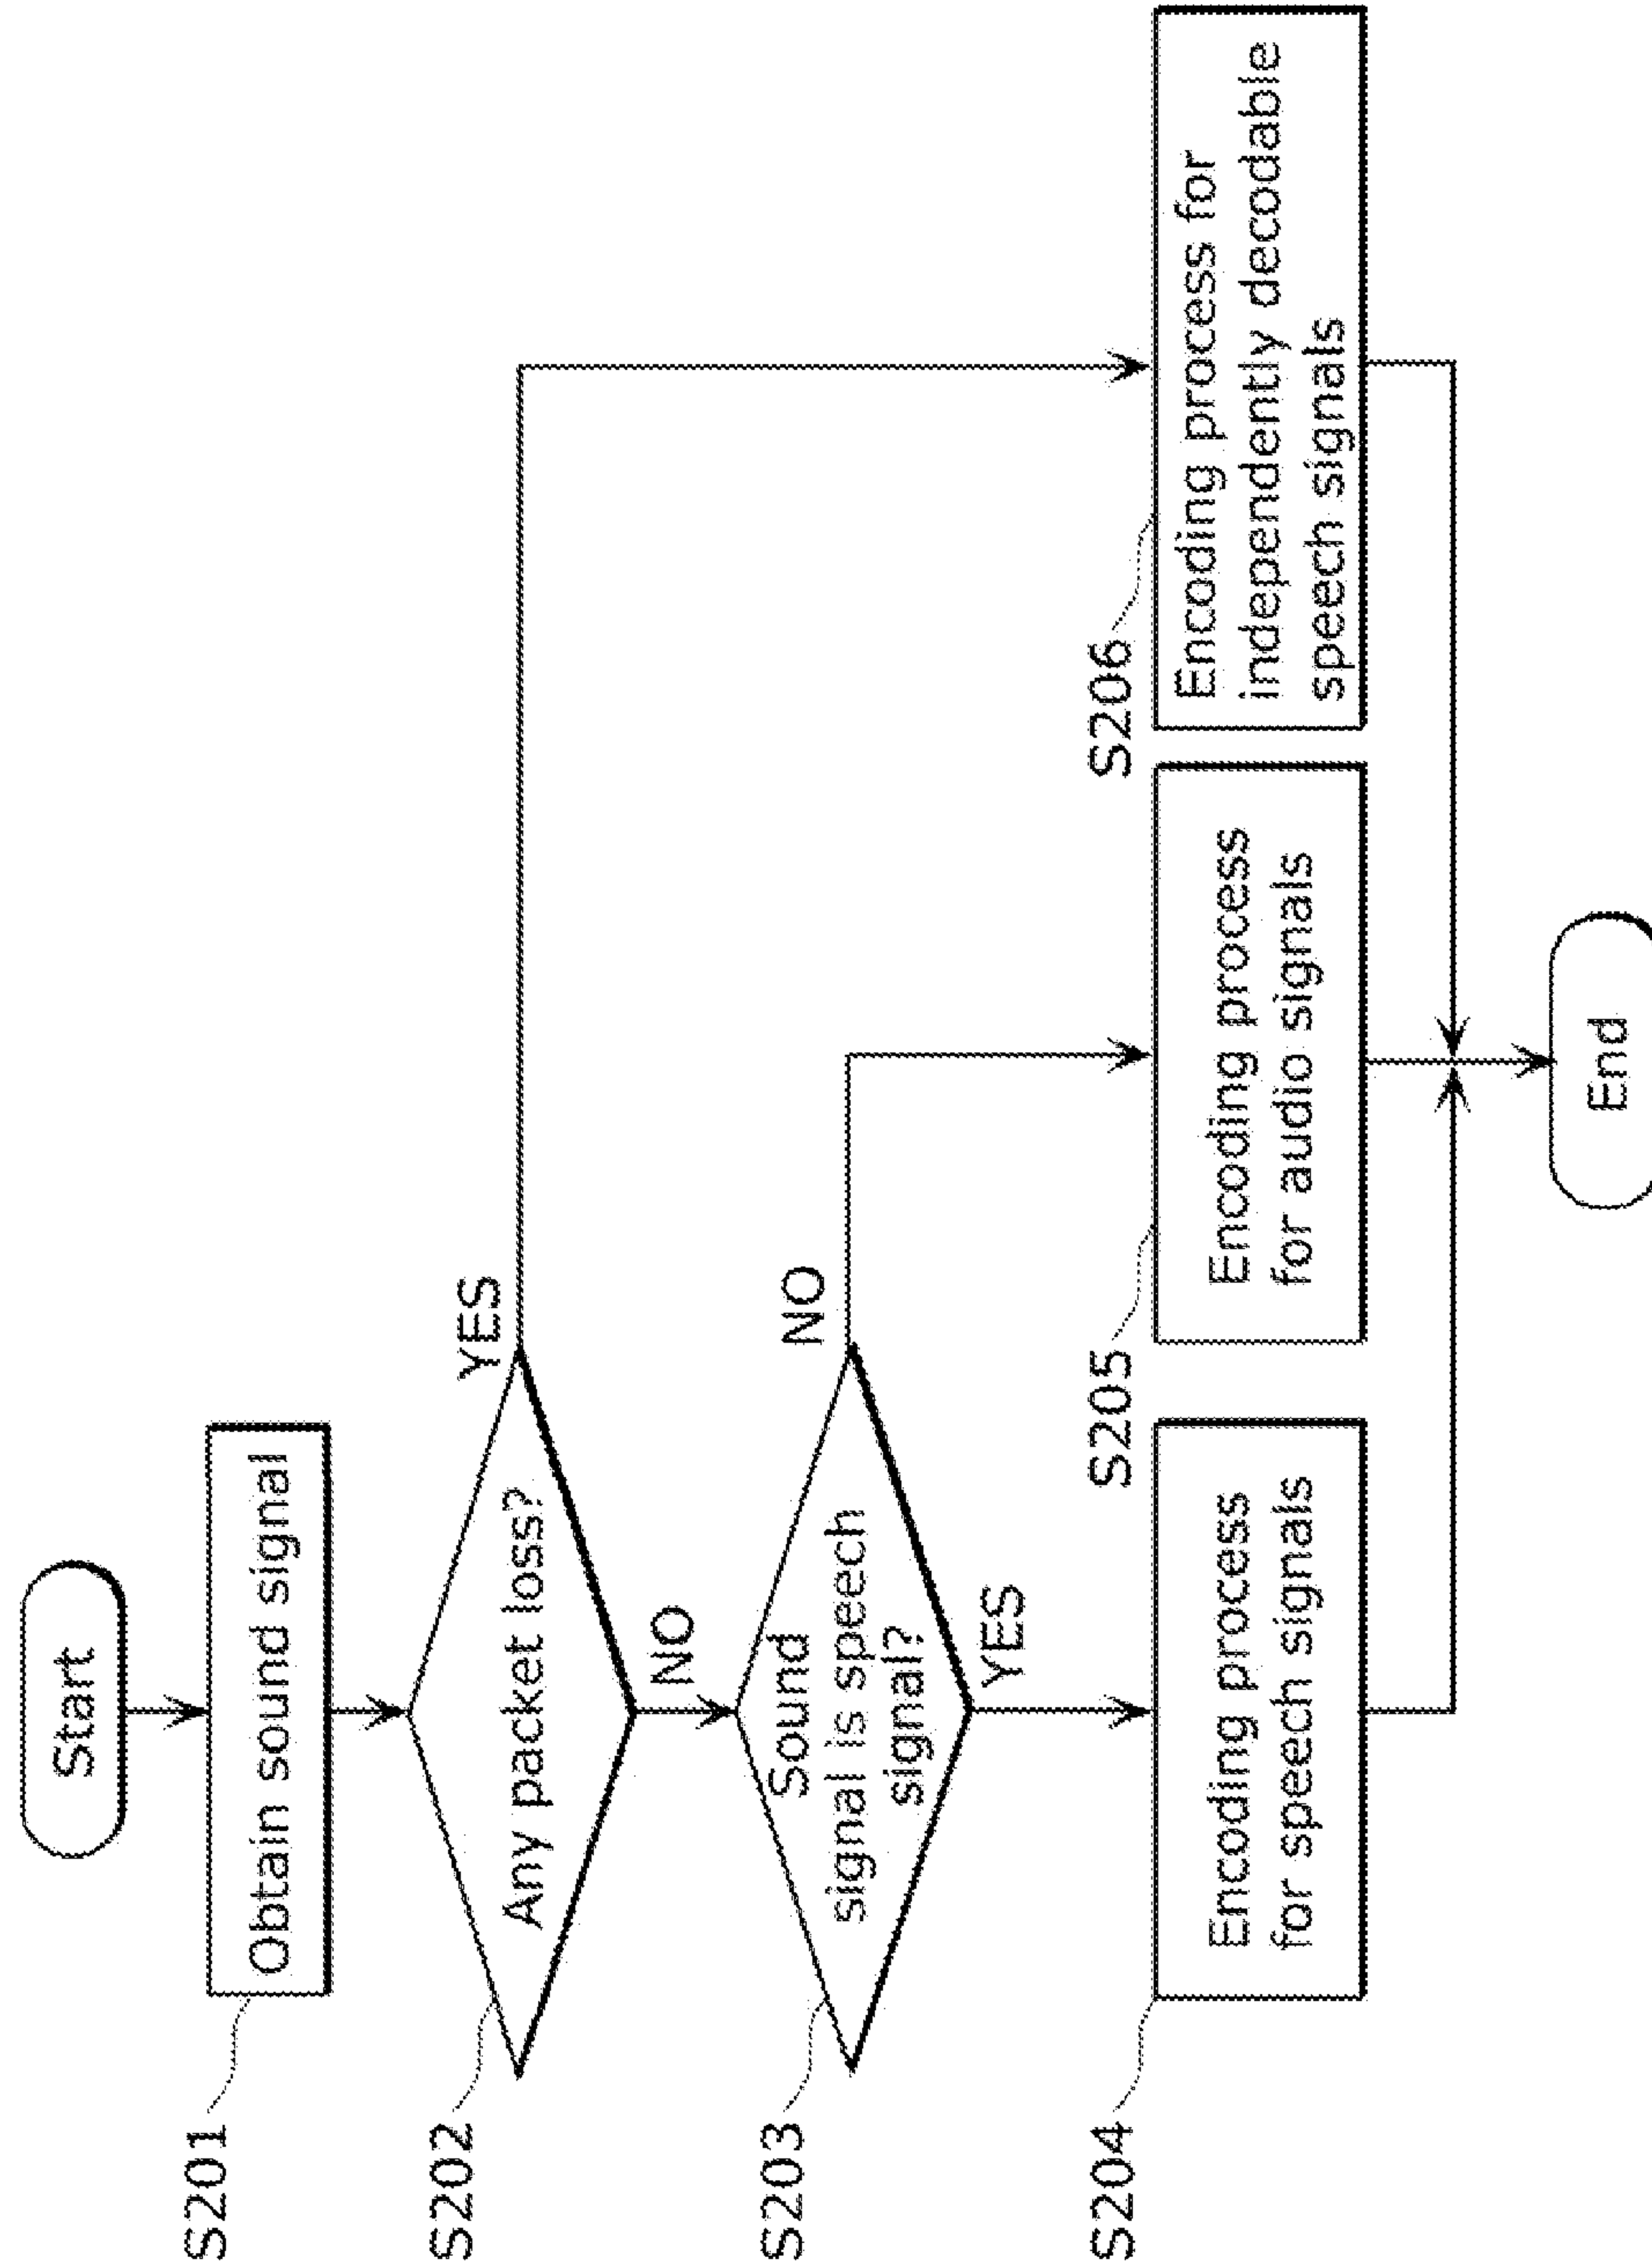 Start
S201
Obtain sound signal
S202
Any packet loss?
YES
NO
S203
Sound
signal is speech
signal?
NO
YES
S204
Encoding process
for speech signals
S205
Encoding process
for audio signals
S206
Encoding process for
independently decodable
speech signals
End